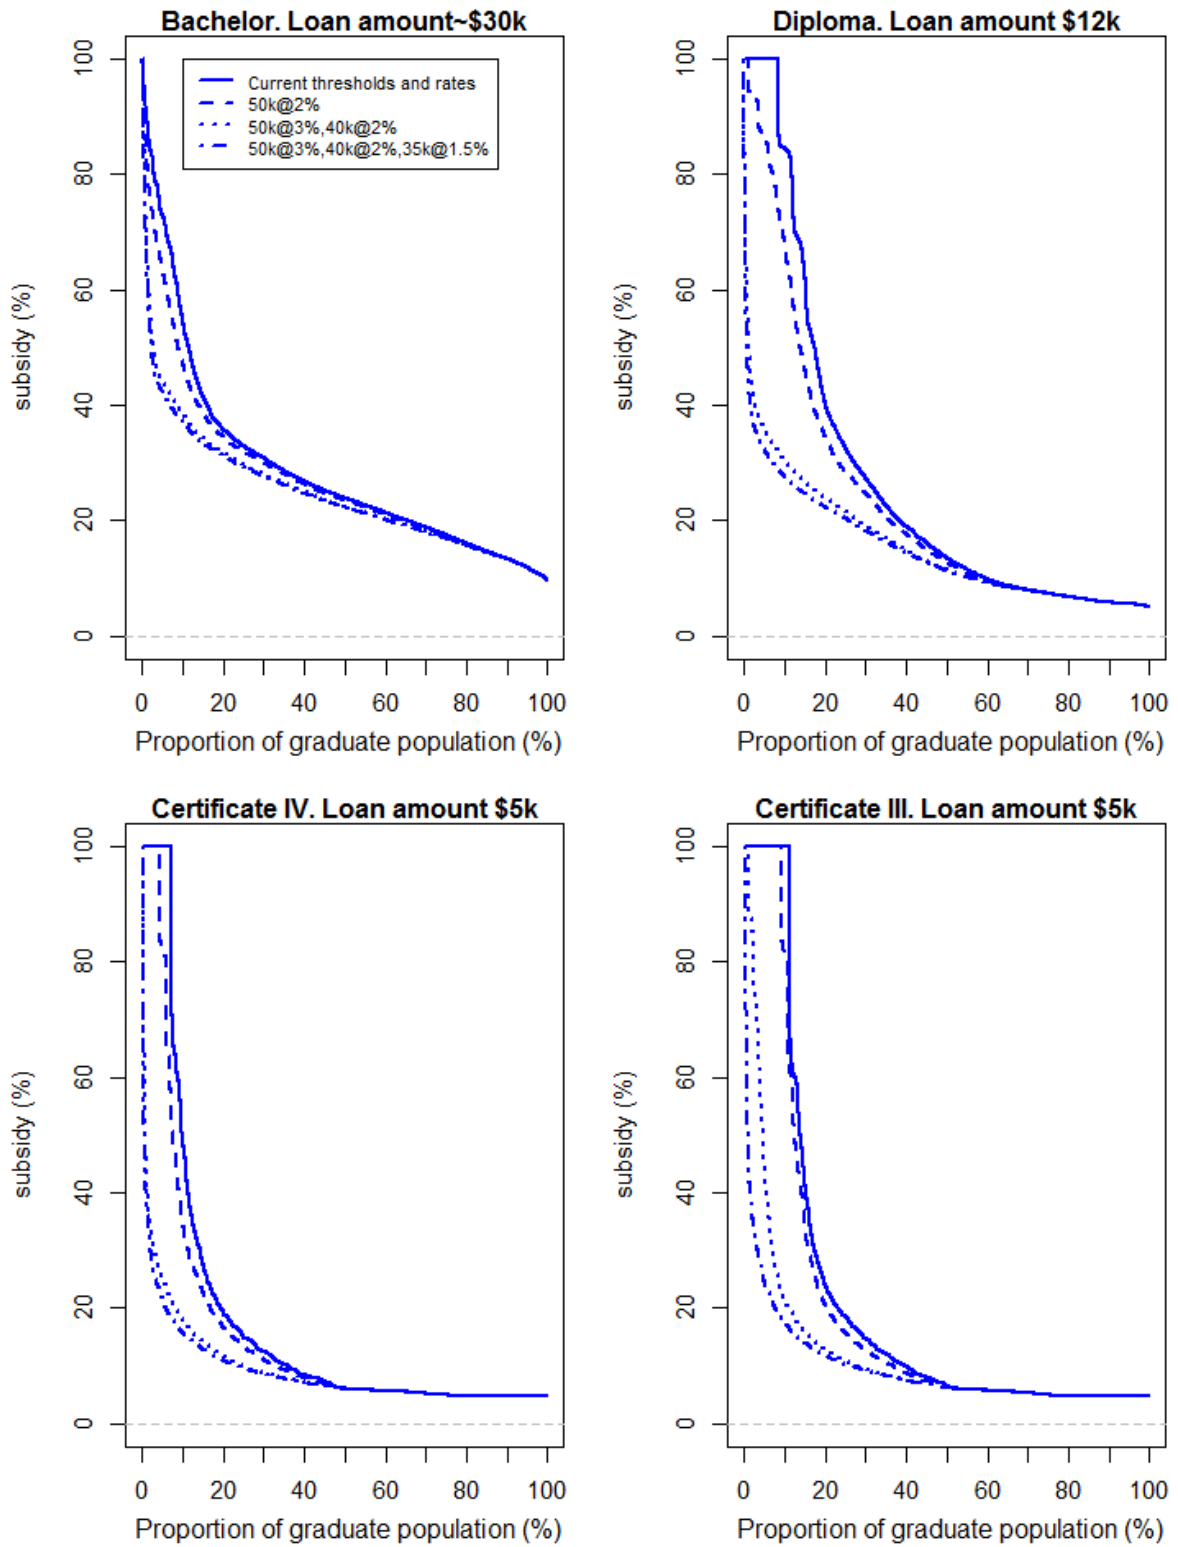 Bachelor. Loan amount~$30k
100
80
60
40
20
0
subsidy (%)
Current thresholds and rates
50k@2%
50k@3%,40k@2%
50k@3%,40k@2%,35k@1.5%
0 20 40 60 80 100
Proportion of graduate population (%)
Diploma. Loan amount $12k
100
80
60
40
20
0
subsidy (%)
0 20 40 60 80 100
Proportion of graduate population (%)
Certificate IV. Loan amount $5k
100
80
60
40
20
0
subsidy (%)
0 20 40 60 80 100
Proportion of graduate population (%)
Certificate III. Loan amount $5k
100
80
60
40
20
0
subsidy (%)
0 20 40 60 80 100
Proportion of graduate population (%)